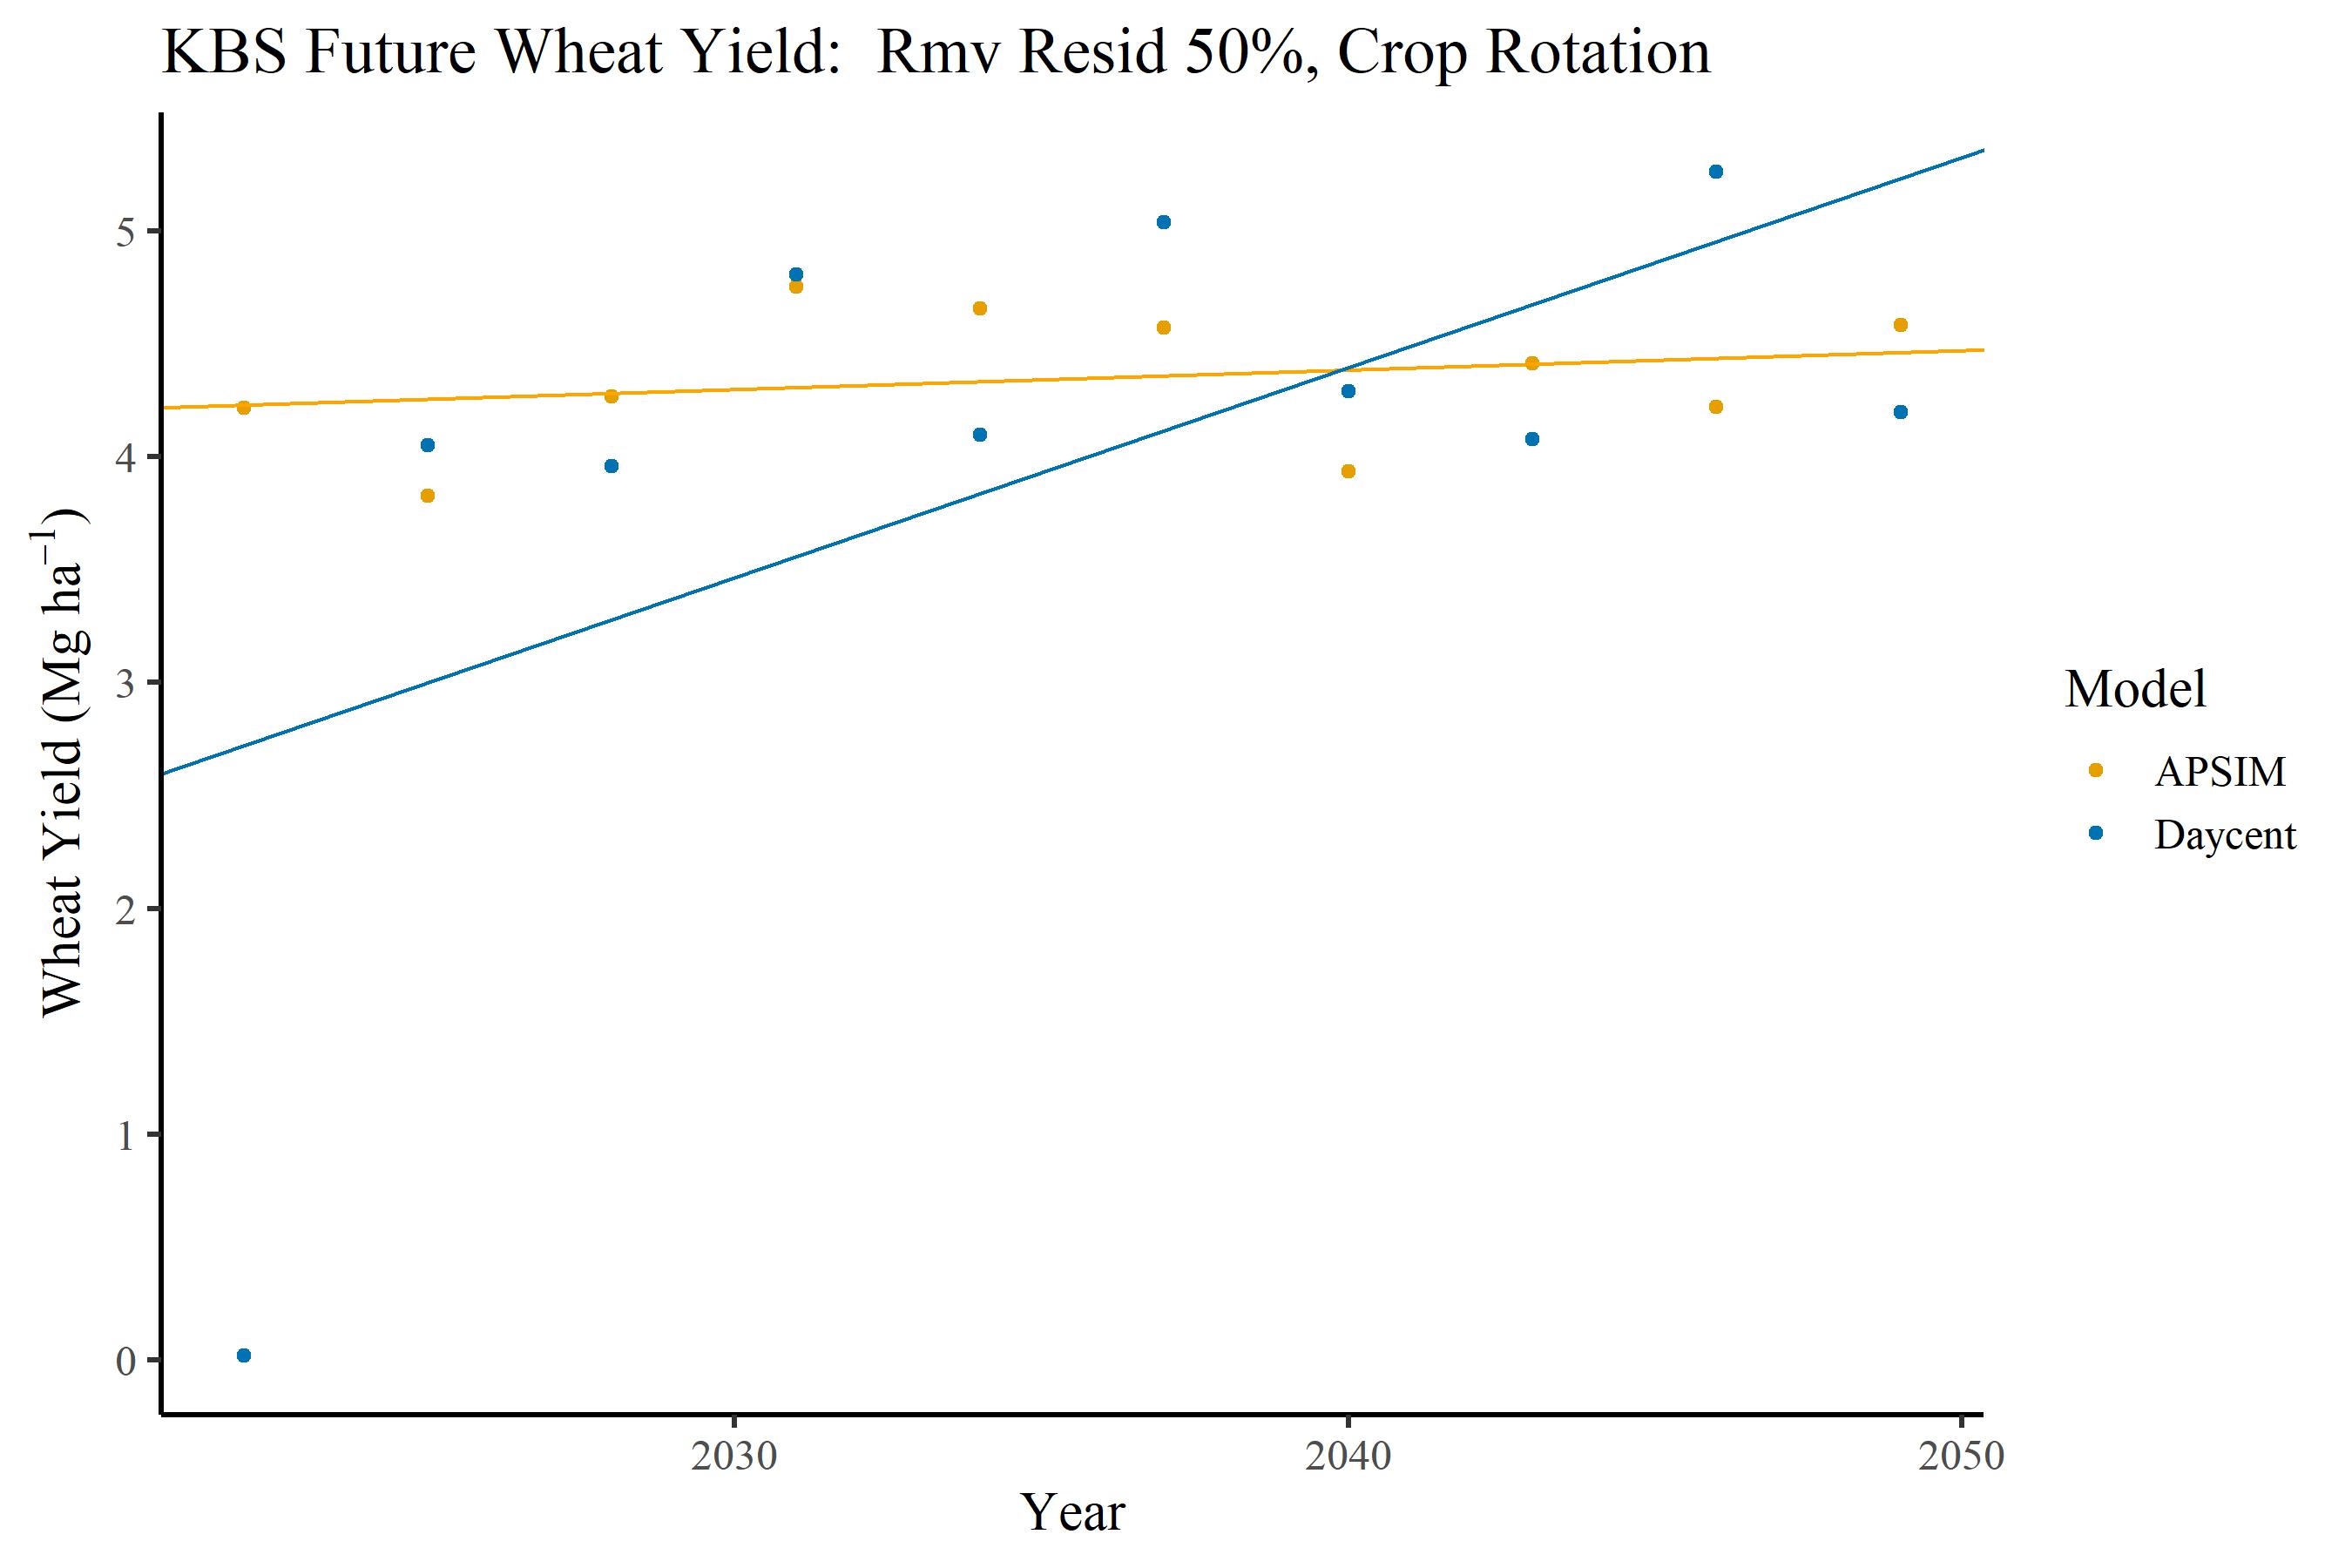 KBS Future Wheat Yield:  Rmv Resid 50%, Crop Rotation
Wheat Yield (Mg ha⁻¹)
5
4
3
2
1
0
2030 2040 2050
Year
Model
APSIM
Daycent